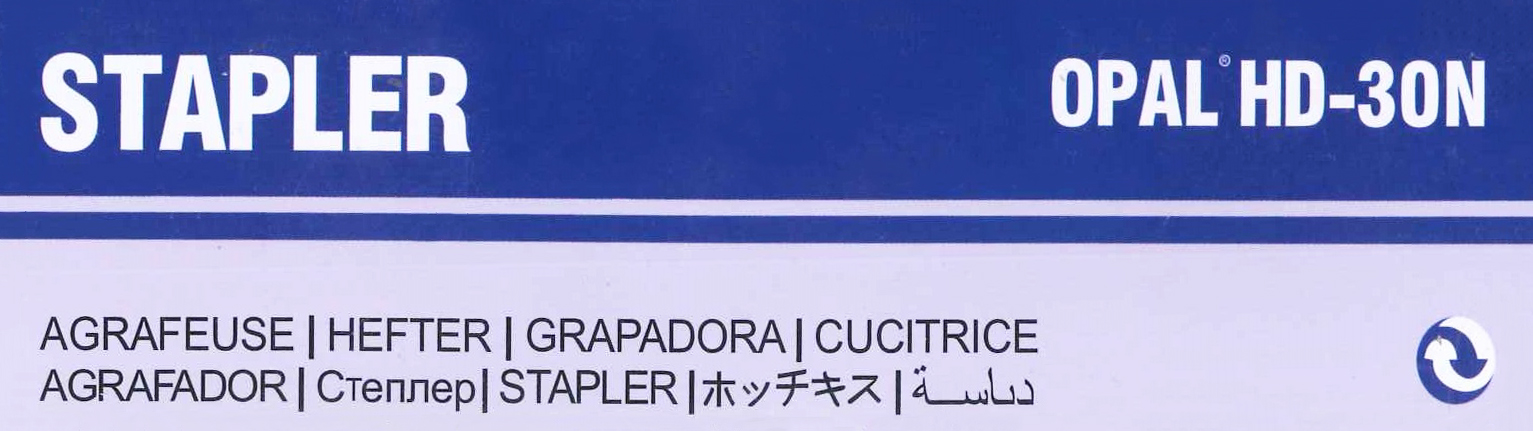 STAPLER
OPAL® HD-30N
AGRAFEUSE | HEFTER | GRAPADORA | CUCITRICE
AGRAFADOR | Степлер | STAPLER | ホッチキス | دباسة